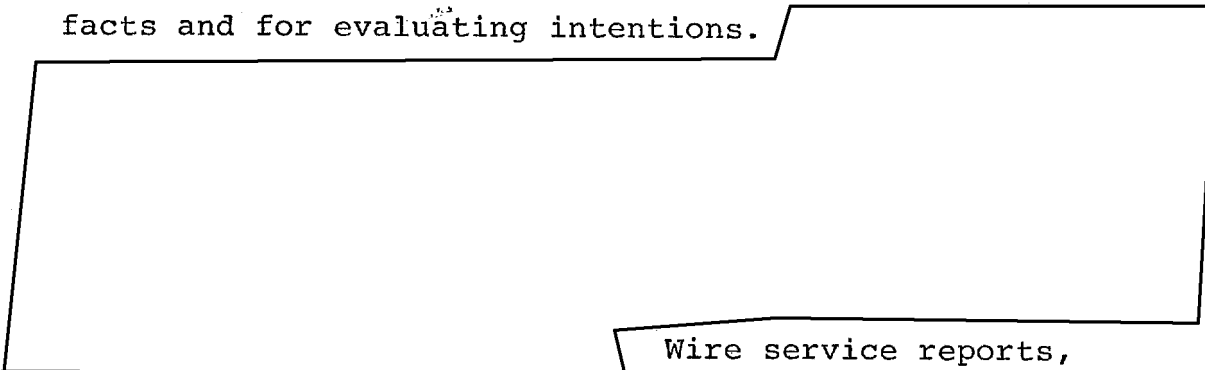 facts and for evaluating intentions.
Wire service reports,